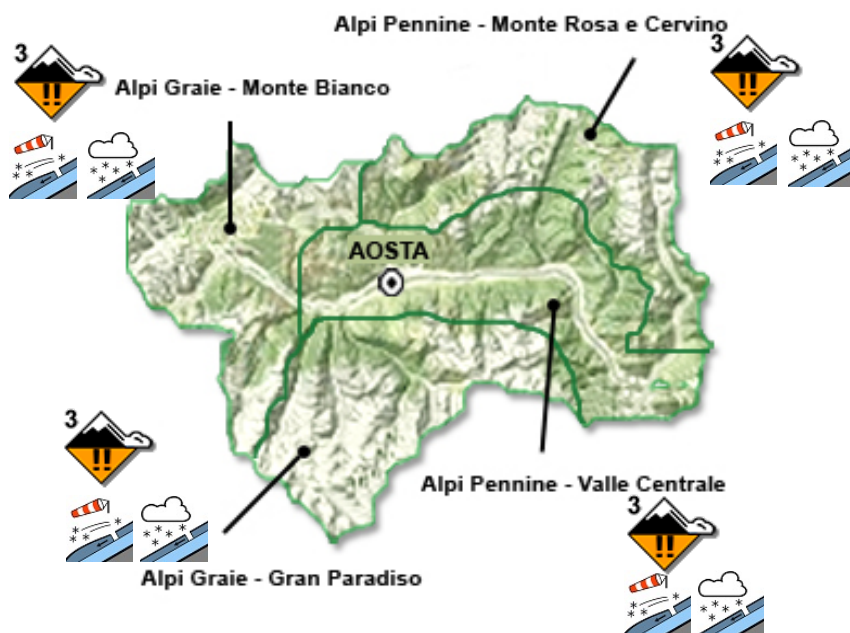 Alpi Pennine - Monte Rosa e Cervino
3
3
!!
!!
Alpi Graie - Monte Bianco
AOSTA
3
!!
Alpi Pennine - Valle Centrale
3
!!
Alpi Graie - Gran Paradiso